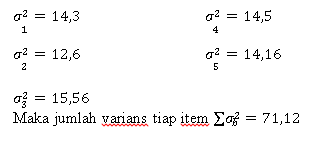 σ₁² = 14,3 σ₄² = 14,5
σ₂² = 12,6 σ₅² = 14,16
σ₃² = 15,56
Maka jumlah varians tiap item ∑σ_b² = 71,12